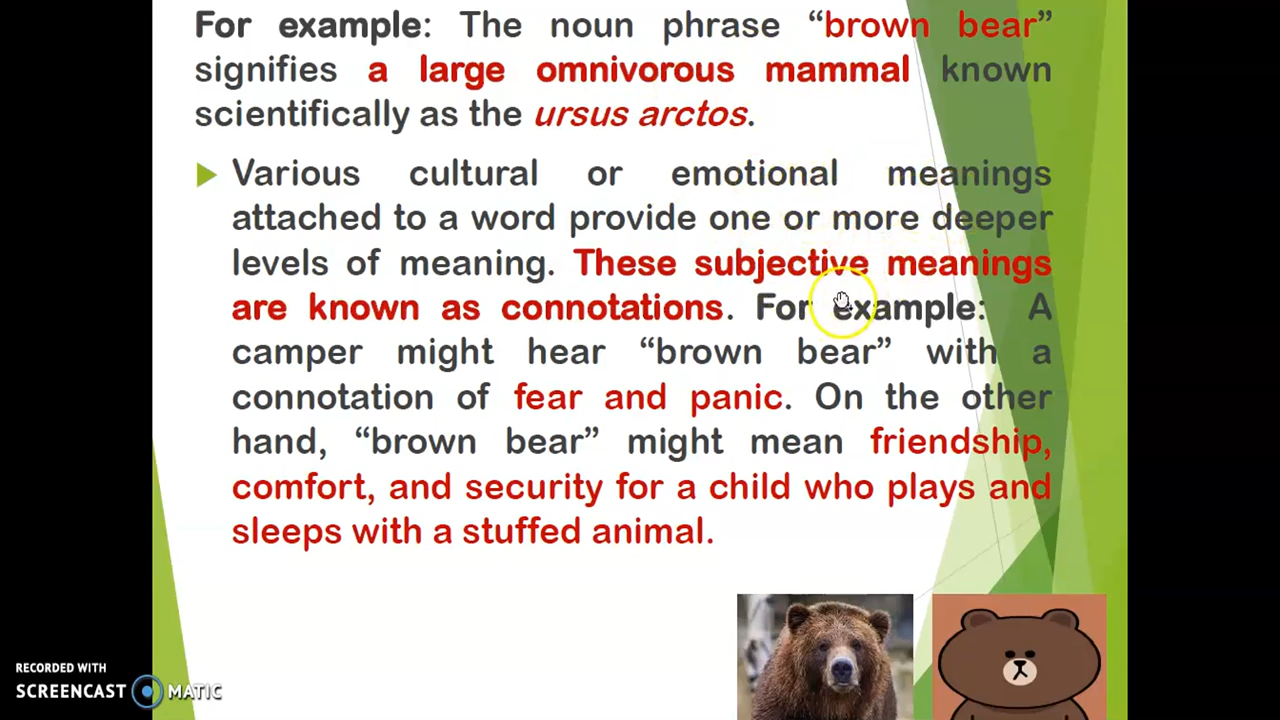 For example: The noun phrase “brown bear”
signifies a large omnivorous mammal known
scientifically as the ursus arctos.
Various cultural or emotional meanings
attached to a word provide one or more deeper
levels of meaning. These subjective meanings
are known as connotations. For example: A
camper might hear “brown bear” with a
connotation of fear and panic. On the other
hand, “brown bear” might mean friendship,
comfort, and security for a child who plays and
sleeps with a stuffed animal.
RECORDED WITH
SCREENCAST MATIC